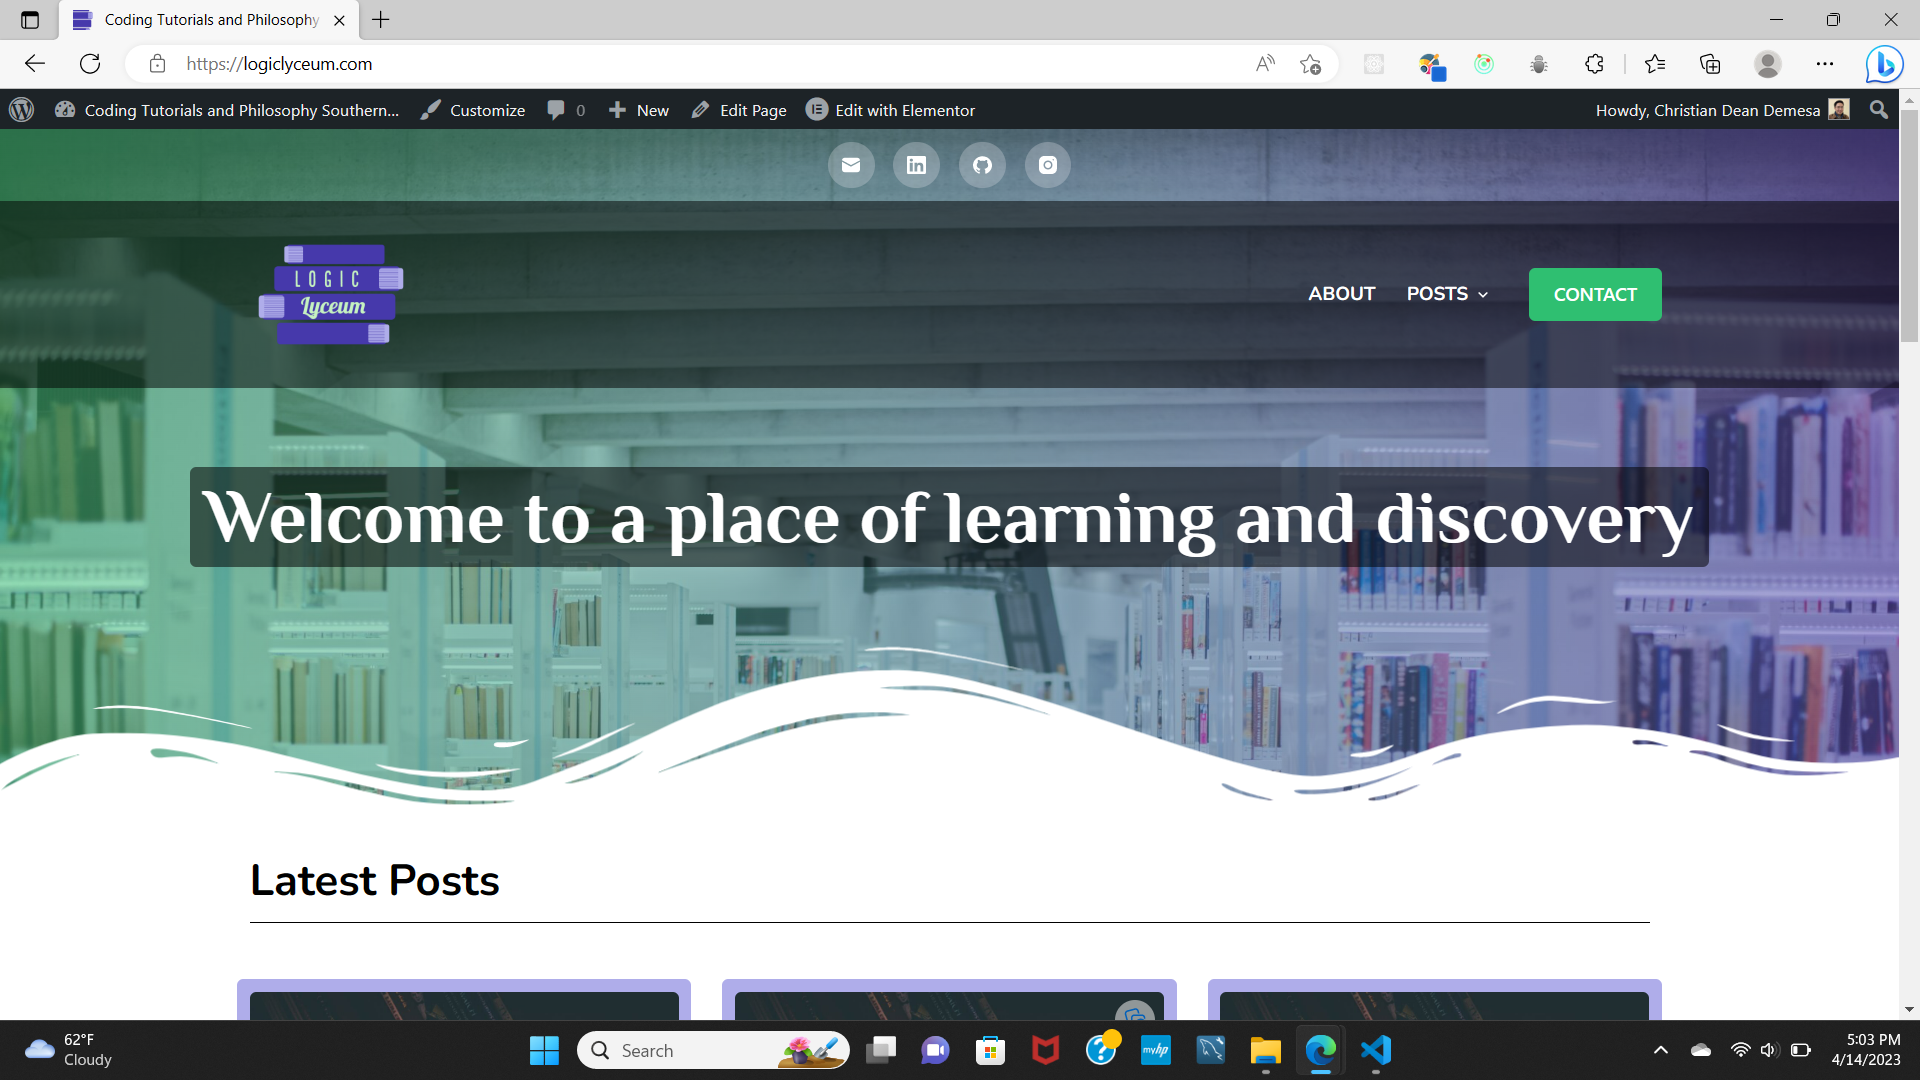 Coding Tutorials and Philosophy
https://logiclyceum.com
Coding Tutorials and Philosophy Southern... Customize 0 New Edit Page Edit with Elementor Howdy, Christian Dean Demesa
LOGIC
Lyceum
ABOUT POSTS CONTACT
Welcome to a place of learning and discovery
Latest Posts
62°F
Cloudy
Search
myhp
5:03 PM
4/14/2023